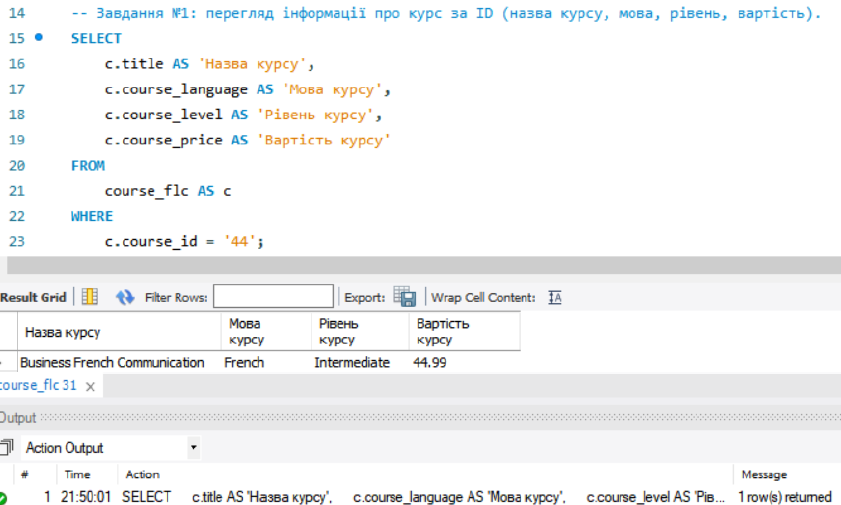 14 -- Завдання №1: перегляд інформації про курс за ID (назва курсу, мова, рівень, вартість).
15 SELECT
16 c.title AS 'Назва курсу',
17 c.course_language AS 'Мова курсу',
18 c.course_level AS 'Рівень курсу',
19 c.course_price AS 'Вартість курсу'
20 FROM
21 course_flc AS c
22 WHERE
23 c.course_id = '44';
Result Grid Filter Rows: Export: Wrap Cell Content: IA
Назва курсу Мова курсу Рівень курсу Вартість курсу
Business French Communication French Intermediate 44.99
course_flc 31 ×
Output
Action Output
# Time Action Message
1 21:50:01 SELECT c.title AS 'Назва курсу', c.course_language AS 'Мова курсу', c.course_level AS 'Рів... 1 row(s) returned